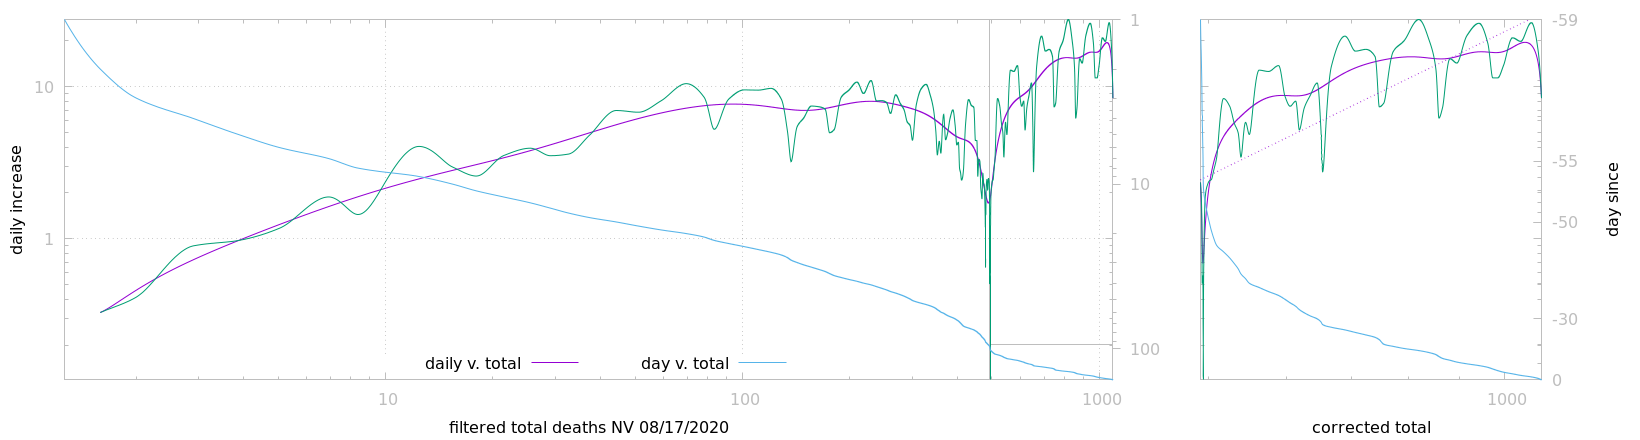 daily increase
10
1
daily v. total
day v. total
10
100
1000
1
10
100
filtered total deaths NV 08/17/2020
-59
-55
-50
-30
0
day since
1000
corrected total